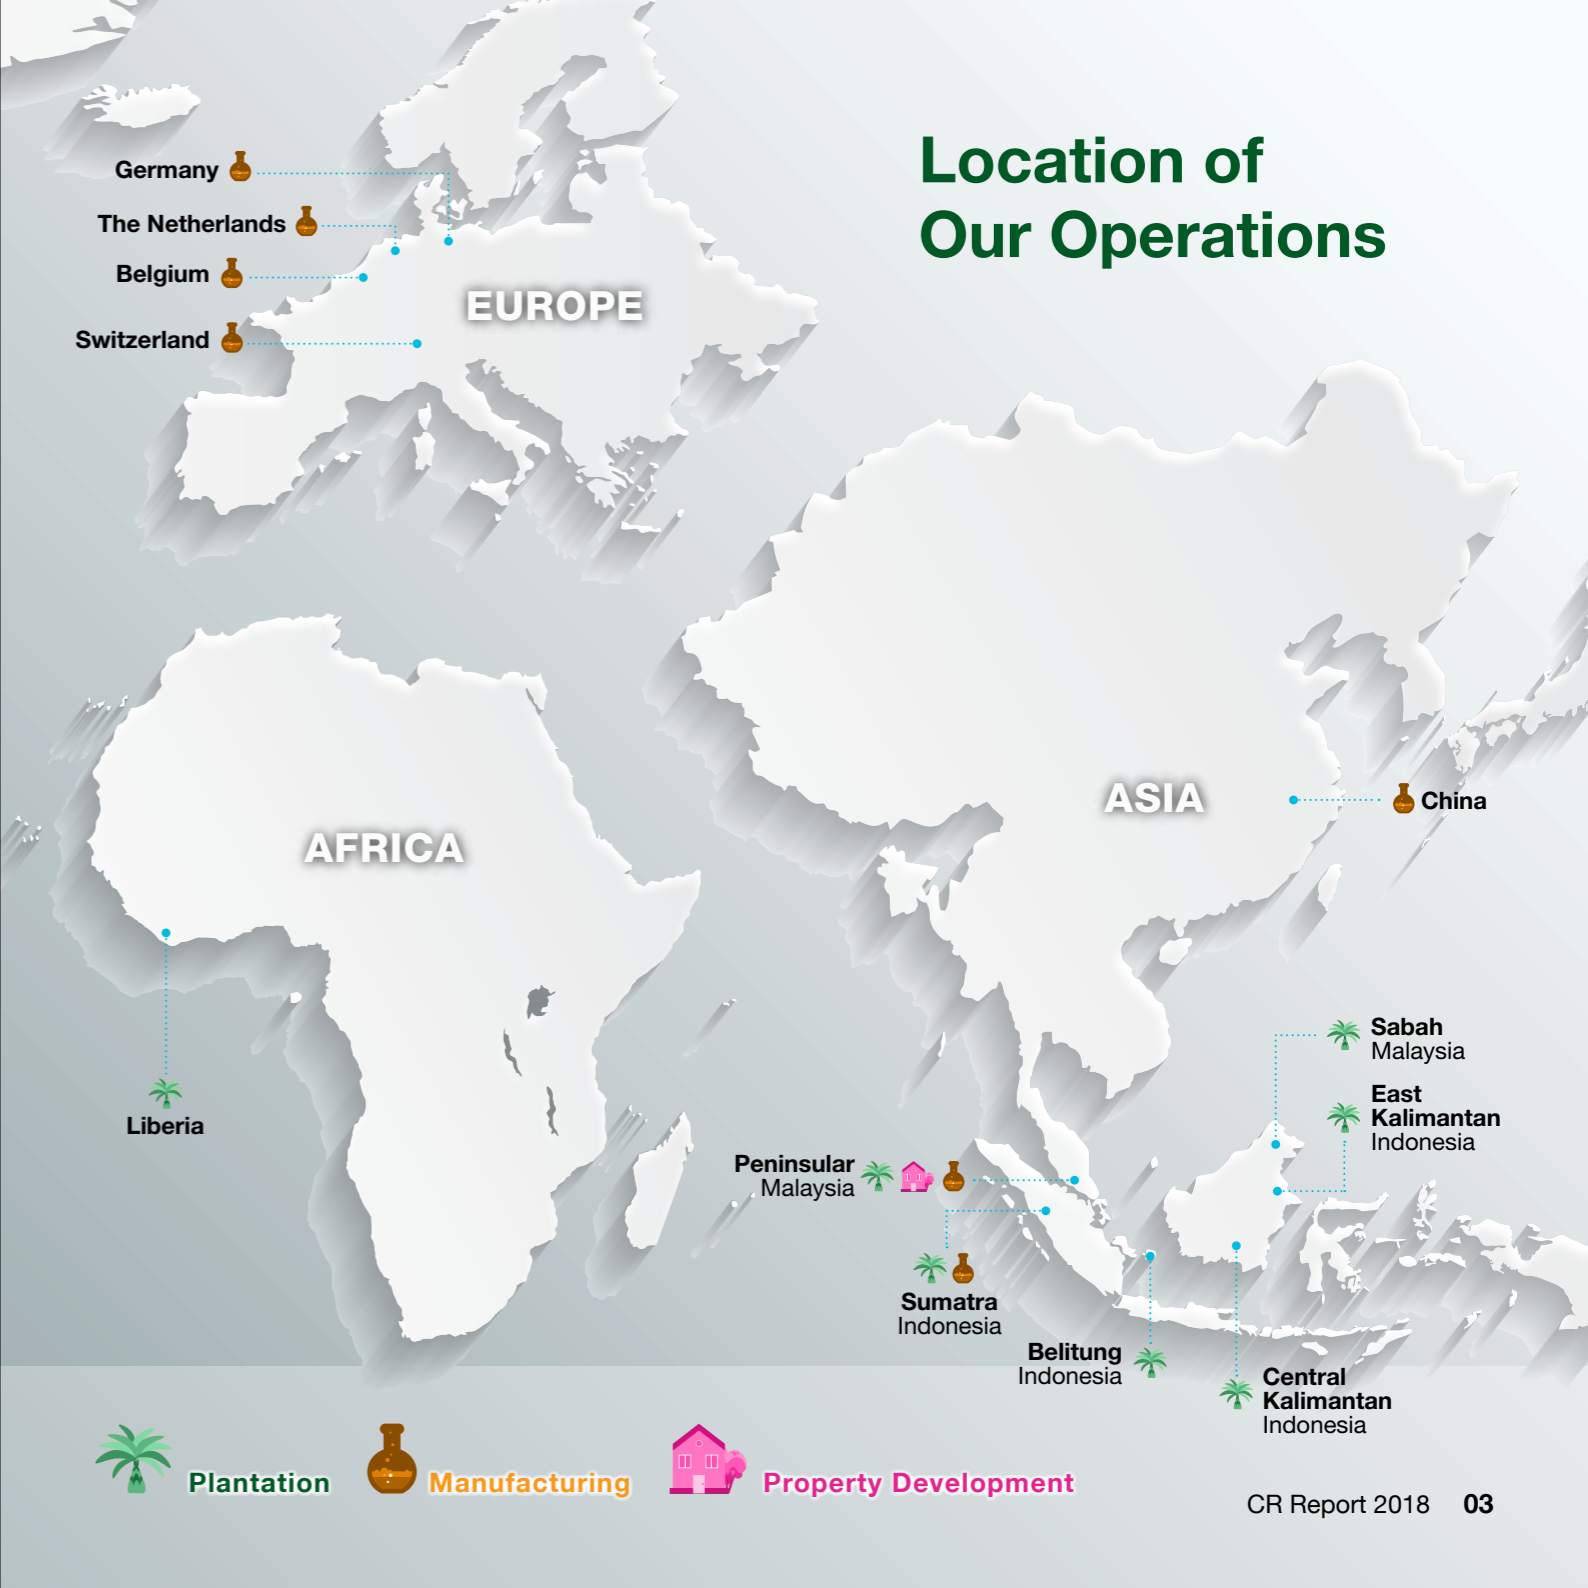 Location of
Our Operations
Germany
The Netherlands
Belgium
Switzerland
EUROPE
ASIA
China
AFRICA
Liberia
Sabah
Malaysia
East
Kalimantan
Indonesia
Peninsular
Malaysia
Sumatra
Indonesia
Belitung
Indonesia
Central
Kalimantan
Indonesia
Plantation
Manufacturing
Property Development
CR Report 2018 03